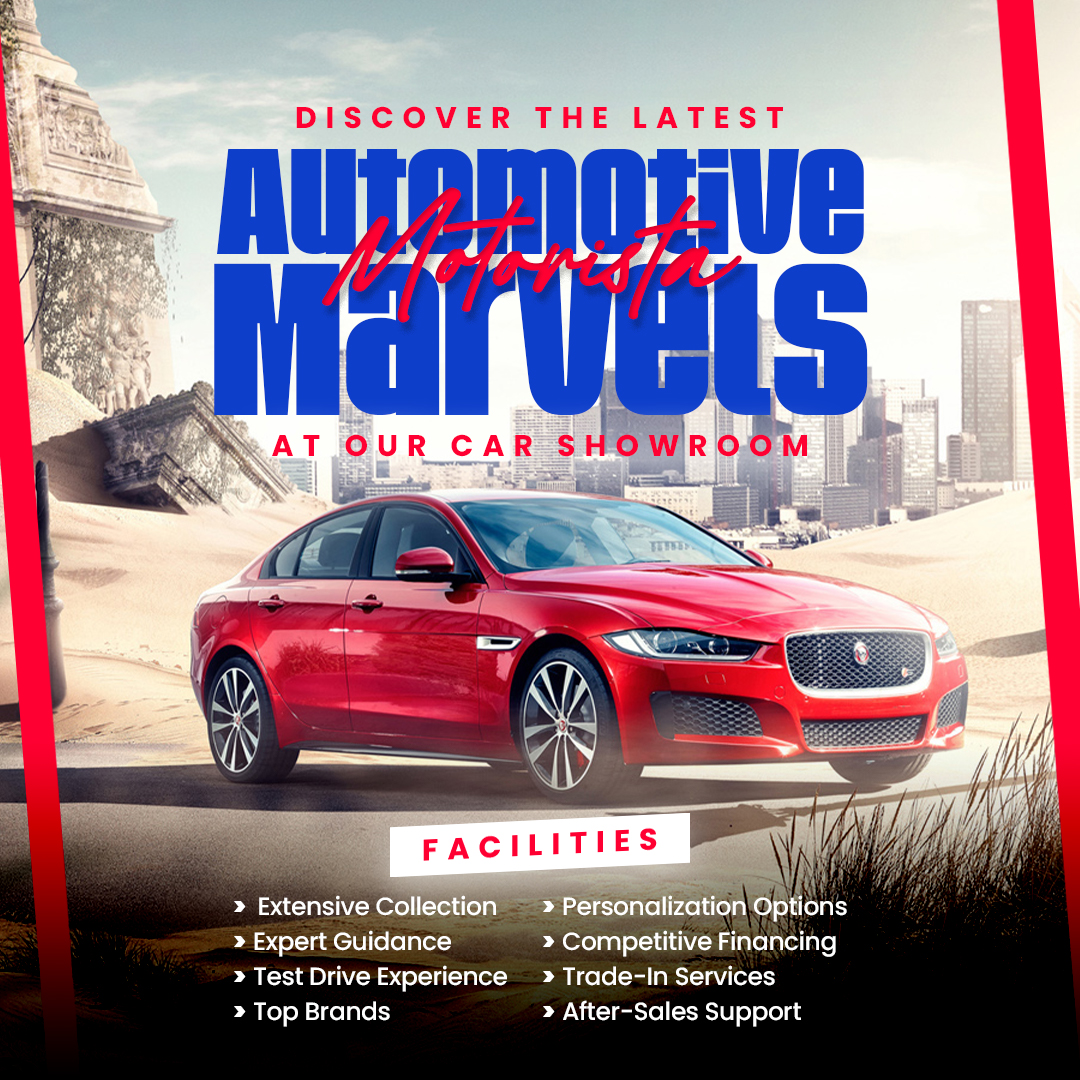 DISCOVER THE LATEST
Automotive
Motorista
Marvels
AT OUR CAR SHOWROOM
FACILITIES
› Extensive Collection
› Expert Guidance
› Test Drive Experience
› Top Brands
› Personalization Options
› Competitive Financing
› Trade-In Services
› After-Sales Support